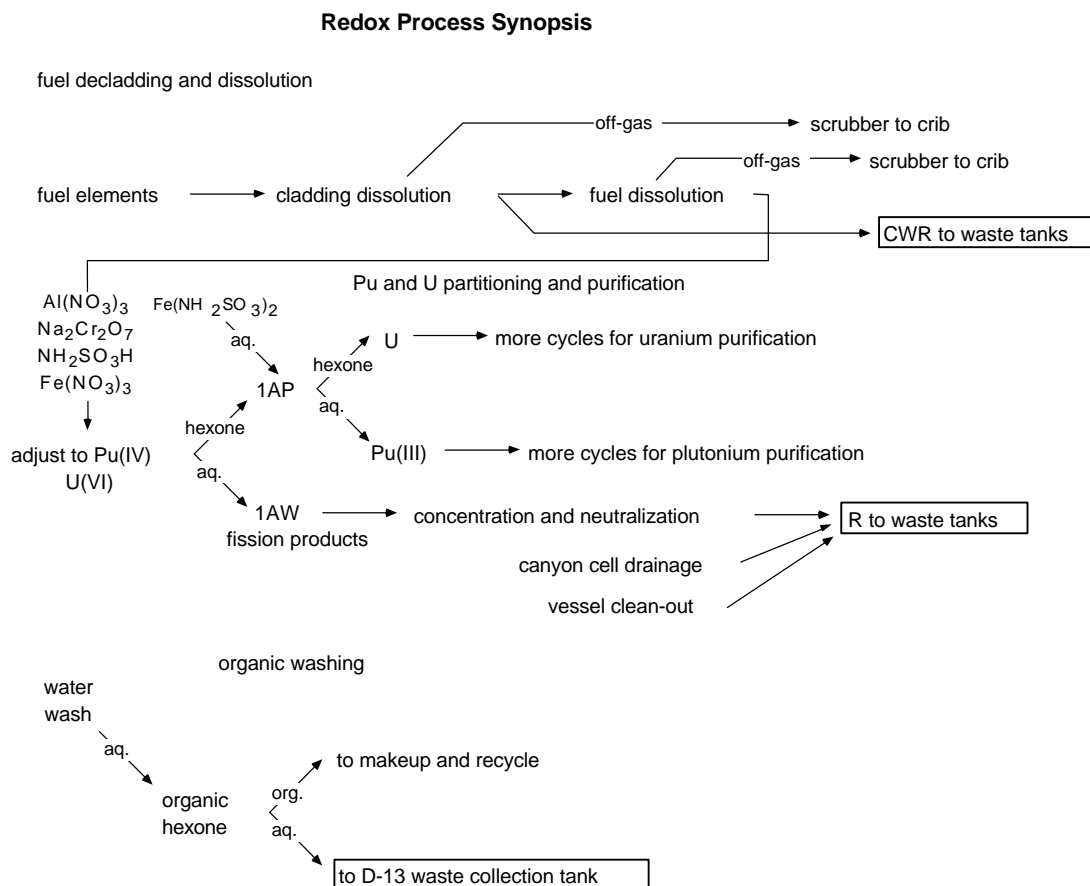 Redox Process Synopsis
fuel decladding and dissolution
off-gas
scrubber to crib
off-gas
scrubber to crib
fuel elements
cladding dissolution
fuel dissolution
CWR to waste tanks
Pu and U partitioning and purification
Al(NO3)3
Na2Cr2O7
NH2SO3H
Fe(NO3)3
Fe(NH2SO3)2
aq.
U
more cycles for uranium purification
hexone
1AP
aq.
hexone
Pu(III)
more cycles for plutonium purification
adjust to Pu(IV)
U(VI)
aq.
1AW
fission products
concentration and neutralization
R to waste tanks
canyon cell drainage
vessel clean-out
organic washing
water
wash
aq.
to makeup and recycle
organic
hexone
org.
aq.
to D-13 waste collection tank